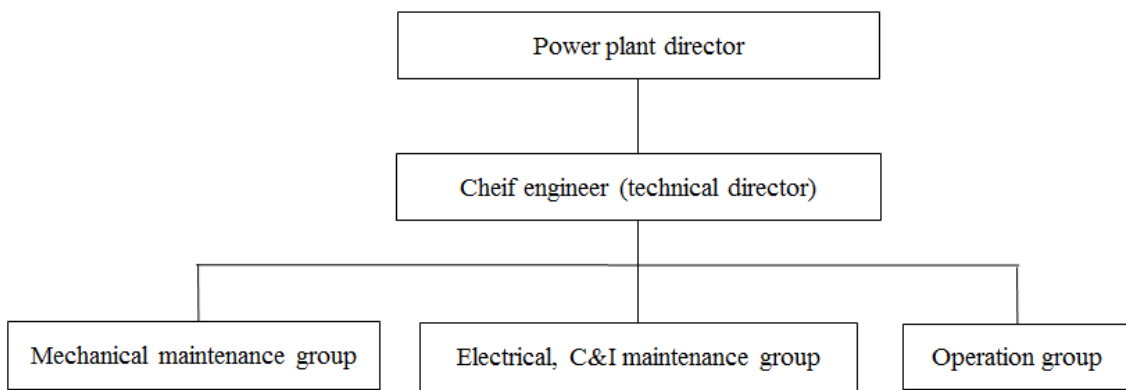 Power plant director
Cheif engineer (technical director)
Mechanical maintenance group
Electrical, C&I maintenance group
Operation group